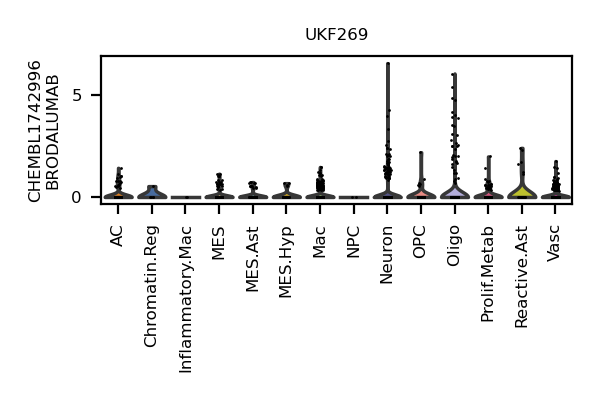 UKF269
CHEMBL1742996
BRODALUMAB
5
0
AC
Chromatin.Reg
Inflammatory.Mac
MES
MES.Ast
MES.Hyp
Mac
NPC
Neuron
OPC
Oligo
Prolif.Metab
Reactive.Ast
Vasc